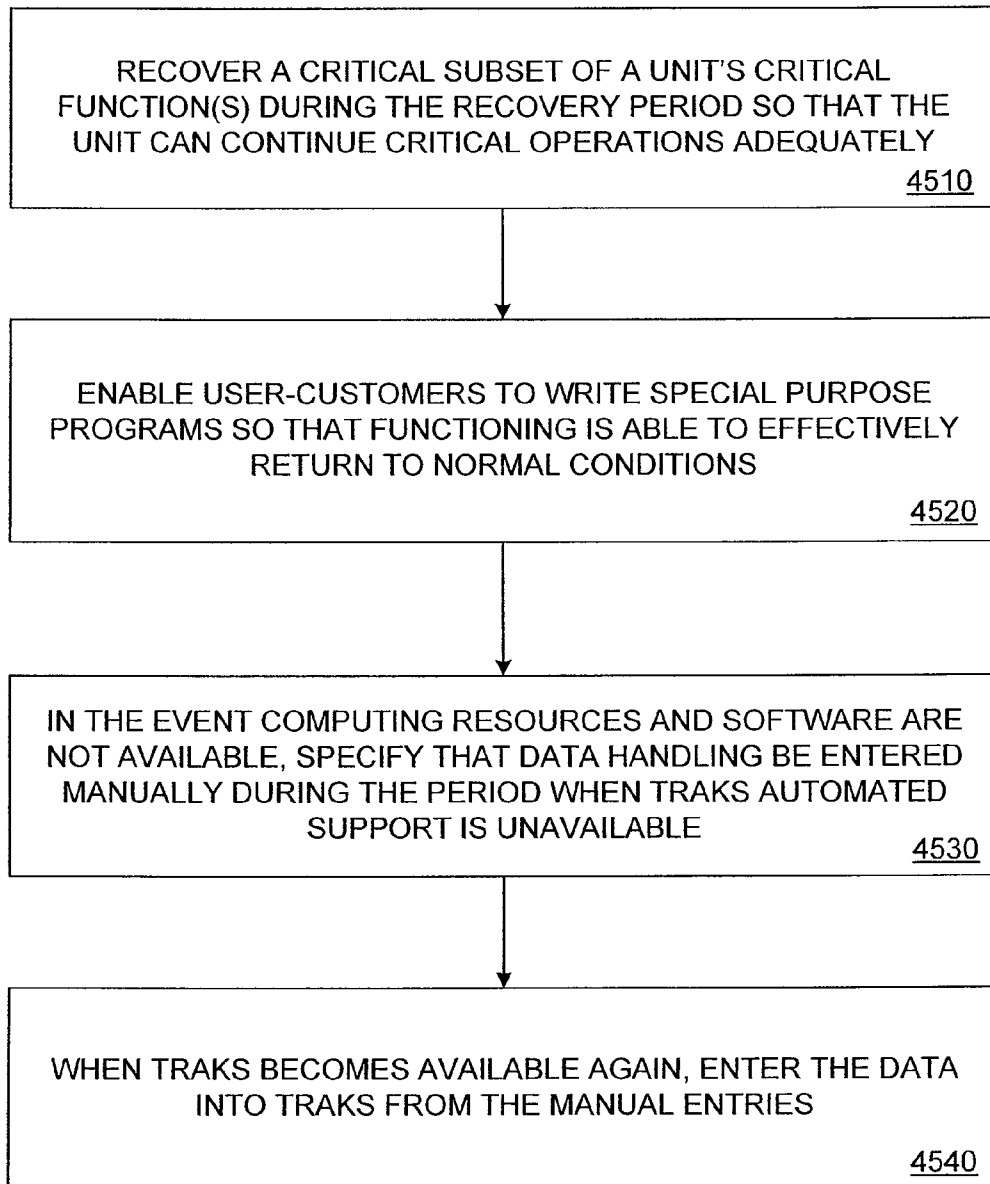 RECOVER A CRITICAL SUBSET OF A UNIT'S CRITICAL
FUNCTION(S) DURING THE RECOVERY PERIOD SO THAT THE
UNIT CAN CONTINUE CRITICAL OPERATIONS ADEQUATELY
4510
ENABLE USER-CUSTOMERS TO WRITE SPECIAL PURPOSE
PROGRAMS SO THAT FUNCTIONING IS ABLE TO EFFECTIVELY
RETURN TO NORMAL CONDITIONS
4520
IN THE EVENT COMPUTING RESOURCES AND SOFTWARE ARE
NOT AVAILABLE, SPECIFY THAT DATA HANDLING BE ENTERED
MANUALLY DURING THE PERIOD WHEN TRAKS AUTOMATED
SUPPORT IS UNAVAILABLE
4530
WHEN TRAKS BECOMES AVAILABLE AGAIN, ENTER THE DATA
INTO TRAKS FROM THE MANUAL ENTRIES
4540